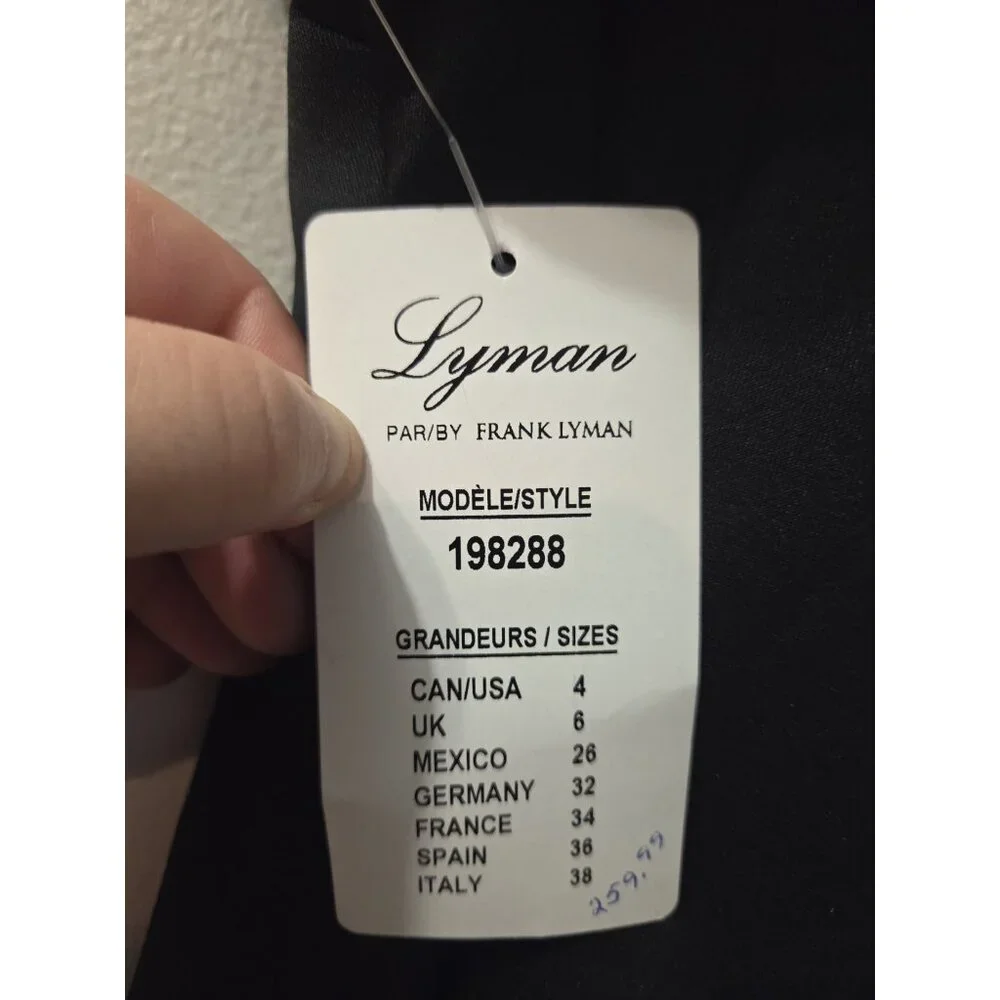 Lyman
PAR/BY FRANK LYMAN
MODÈLE/STYLE
198288
GRANDEURS / SIZES
CAN/USA 4
UK 6
MEXICO 26
GERMANY 32
FRANCE 34
SPAIN 36
ITALY 38
259.99